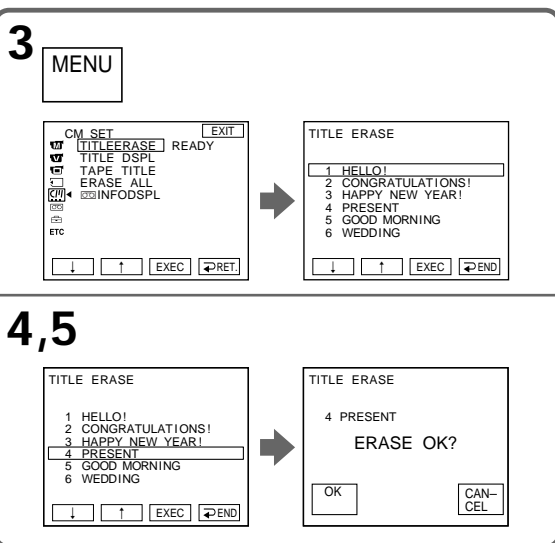 3
MENU
CM SET EXIT
TITLEERASE READY
TITLE DSPL
TAPE TITLE
ERASE ALL
INFODSPL
ETC
↓ ↑ EXEC RET.
TITLE ERASE
1 HELLO!
2 CONGRATULATIONS!
3 HAPPY NEW YEAR!
4 PRESENT
5 GOOD MORNING
6 WEDDING
↓ ↑ EXEC END
4,5
TITLE ERASE
1 HELLO!
2 CONGRATULATIONS!
3 HAPPY NEW YEAR!
4 PRESENT
5 GOOD MORNING
6 WEDDING
↓ ↑ EXEC END
TITLE ERASE
4 PRESENT
ERASE OK?
OK
CAN–
CEL